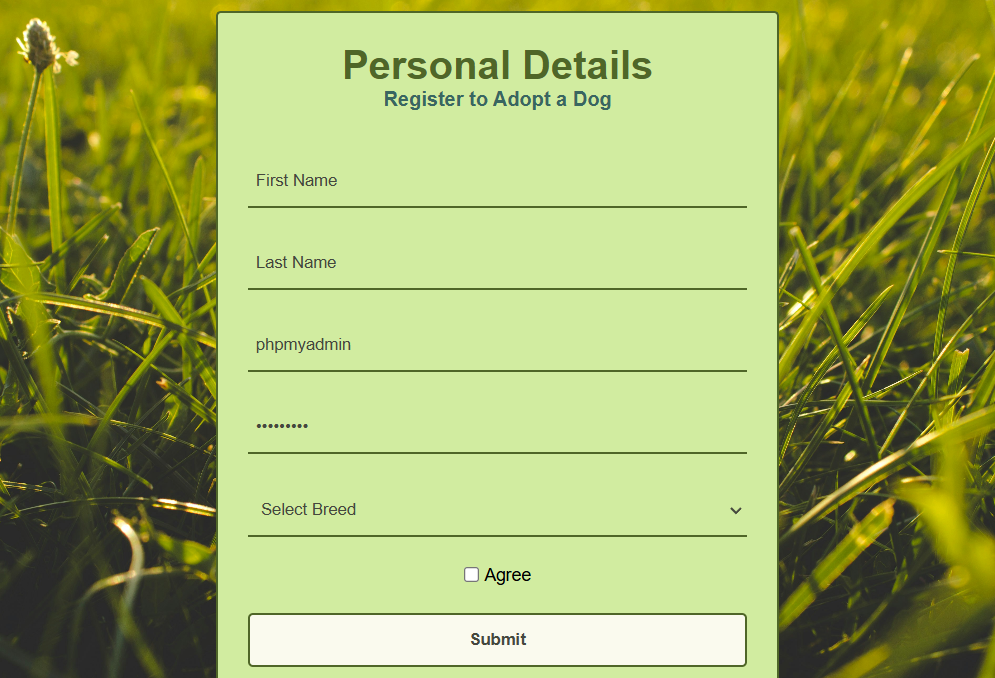 Personal Details
Register to Adopt a Dog
First Name
Last Name
phpmyadmin
•••••••••
Select Breed
Agree
Submit